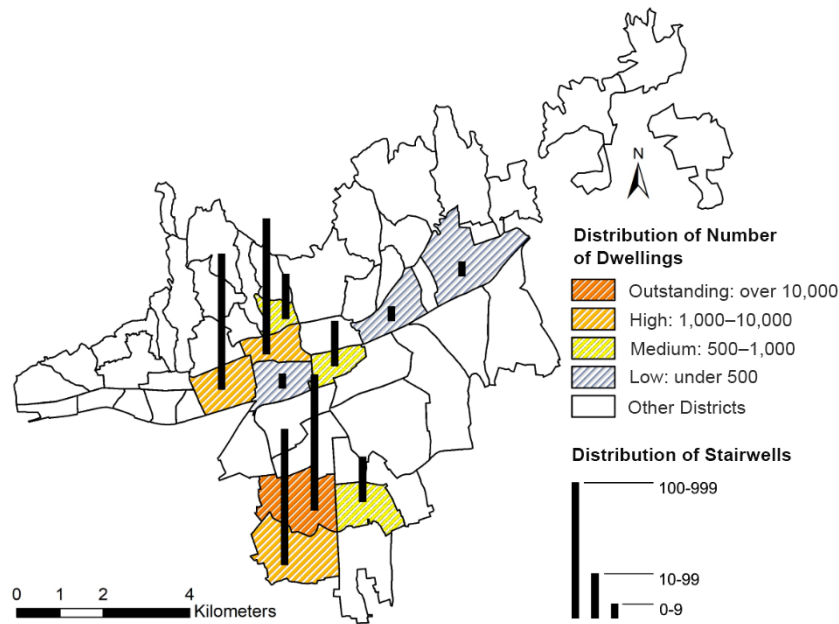 N
Distribution of Number
of Dwellings
Outstanding: over 10,000
High: 1,000–10,000
Medium: 500–1,000
Low: under 500
Other Districts
Distribution of Stairwells
100-999
10-99
0-9
0 1 2 4
Kilometers